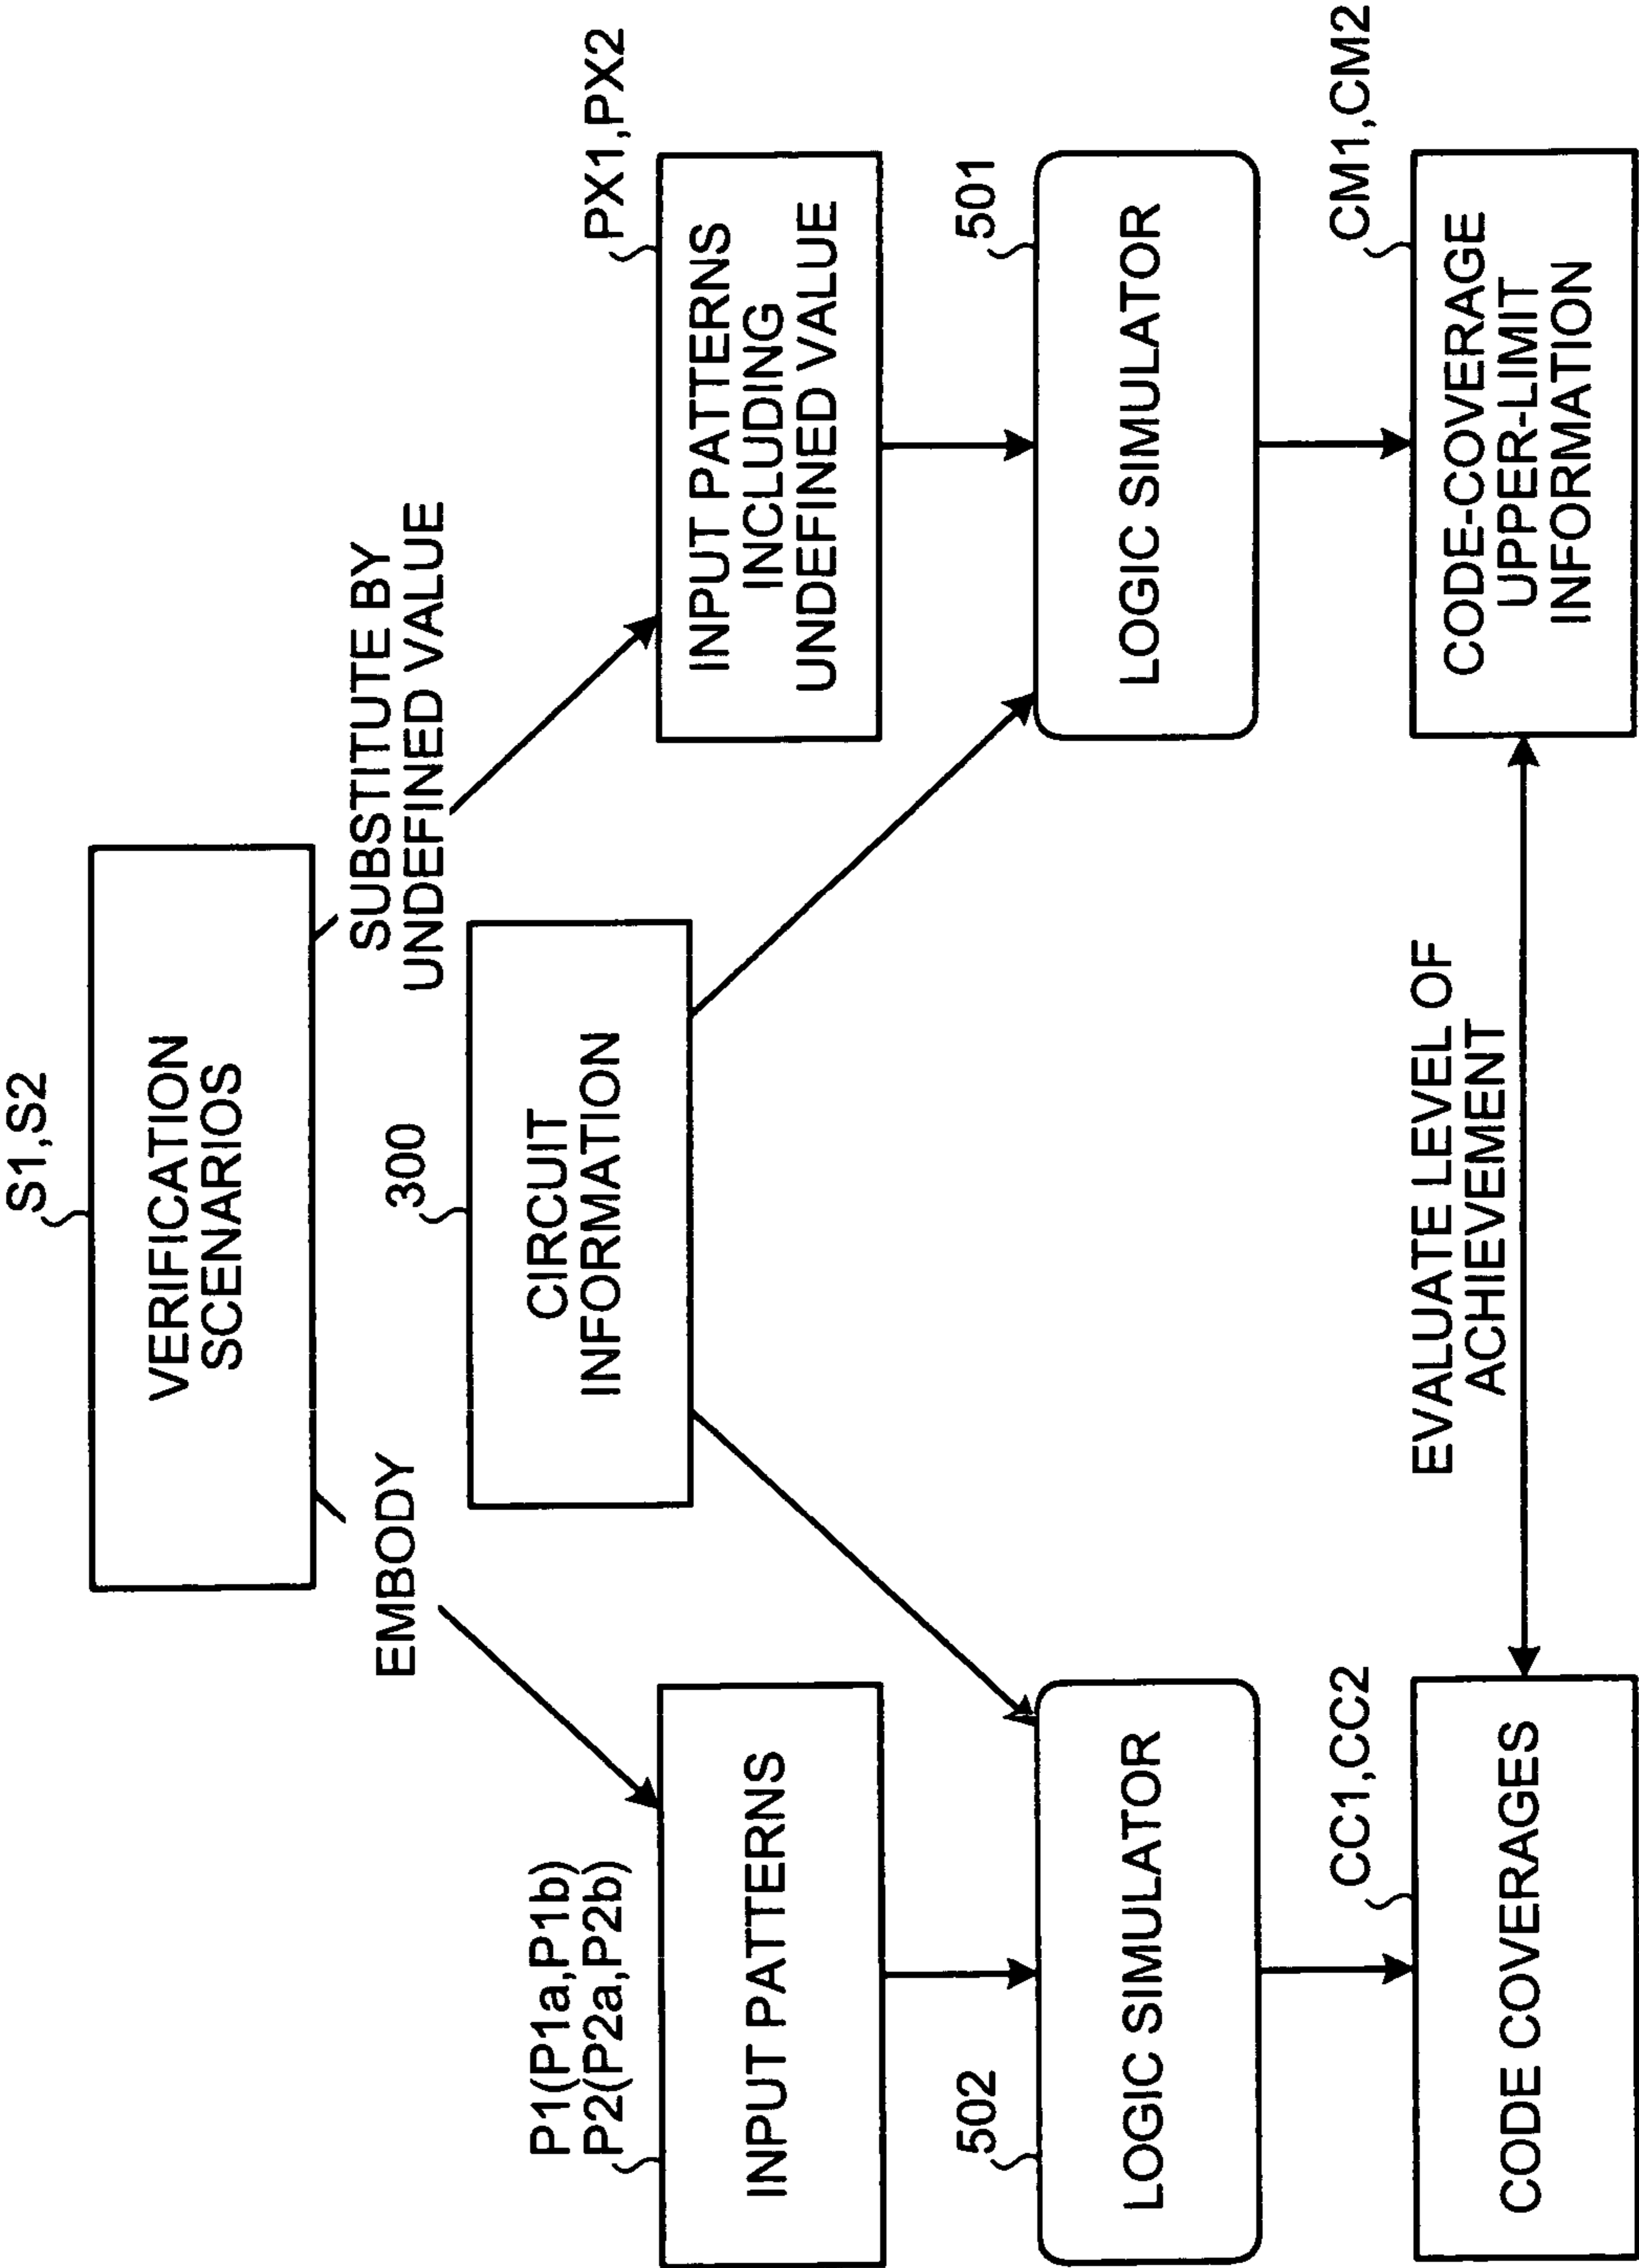 S1,S2
VERIFICATION
SCENARIOS
EMBODY
SUBSTITUTE BY
UNDEFINED VALUE
300
CIRCUIT
INFORMATION
P1(P1a,P1b)
P2(P2a,P2b)
INPUT PATTERNS
PX1,PX2
INPUT PATTERNS
INCLUDING
UNDEFINED VALUE
502
LOGIC SIMULATOR
501
LOGIC SIMULATOR
CC1,CC2
CODE COVERAGES
EVALUATE LEVEL OF
ACHIEVEMENT
CM1,CM2
CODE-COVERAGE
UPPER-LIMIT
INFORMATION